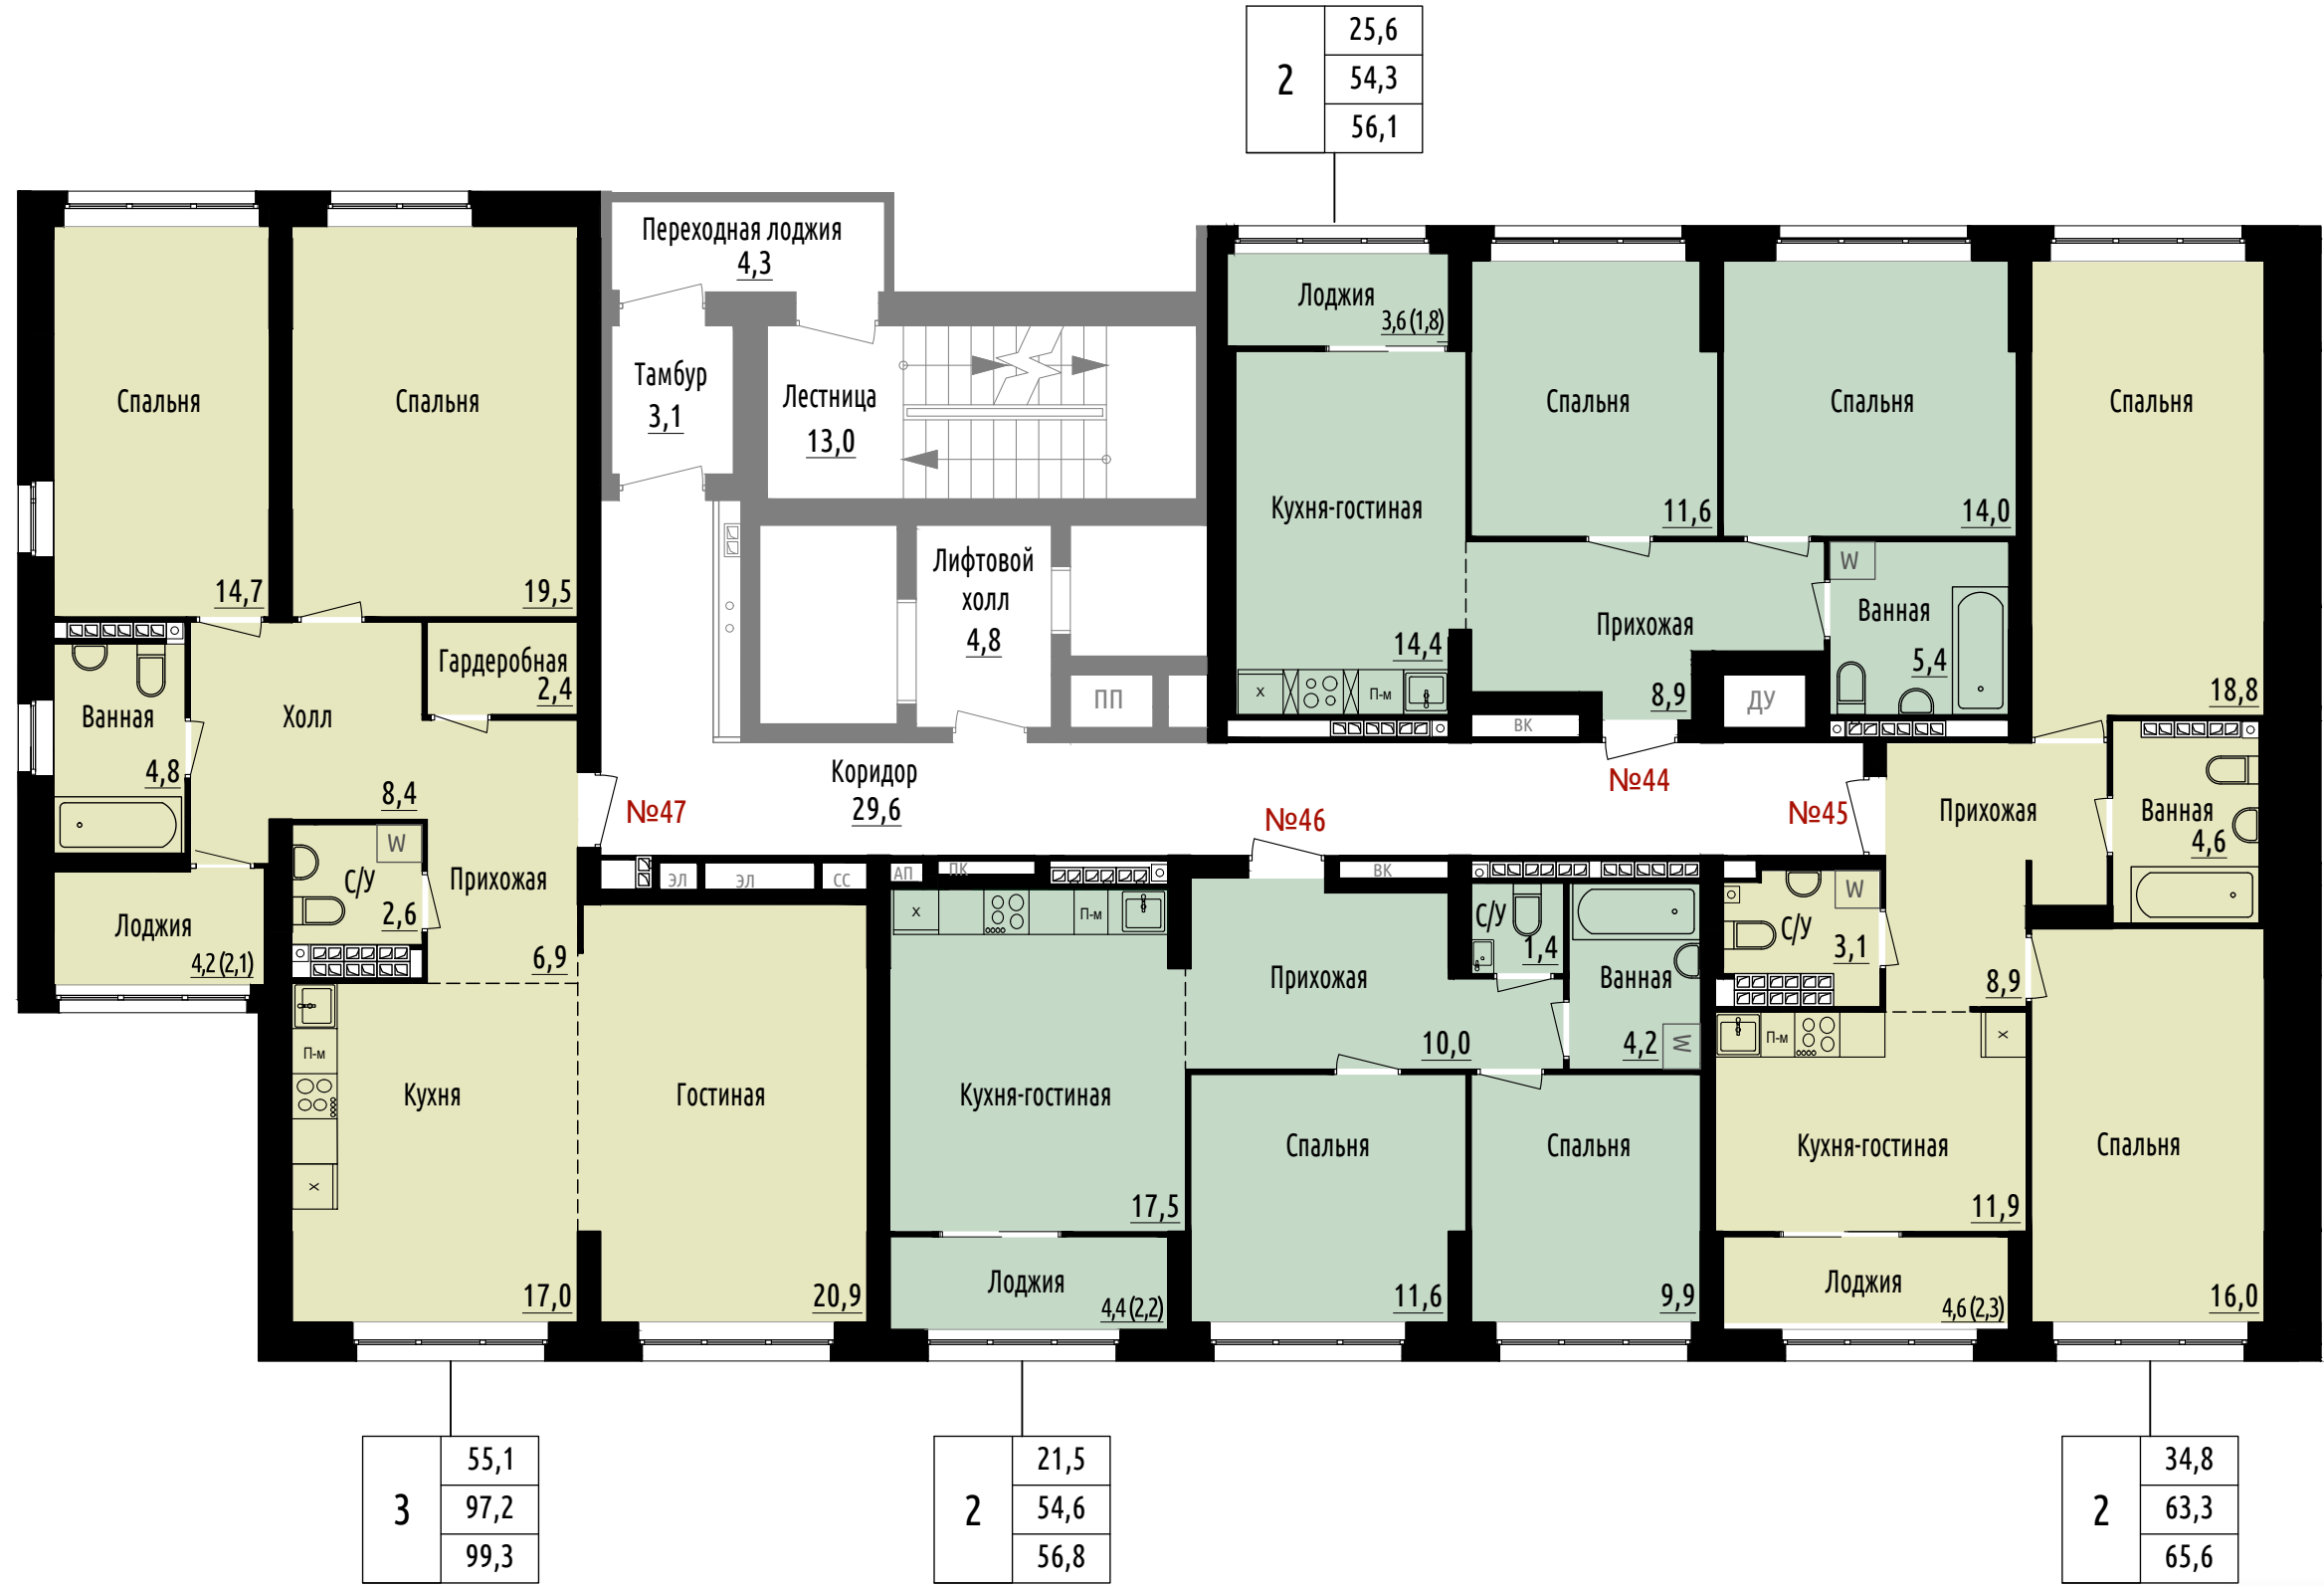 2
25,6
54,3
56,1
Переходная лоджия
4,3
Тамбур
3,1
Лестница
13,0
Лифтовой
холл
4,8
ПП
Коридор
29,6
Спальня
14,7
Спальня
19,5
Гардеробная
2,4
Ванная
4,8
Холл
8,4
W
С/У
2,6
Прихожая
6,9
Лоджия
4,2 (2,1)
П-м
Кухня
х
17,0
Гостиная
20,9
№47
ЭЛ
ЭЛ
СС
АП
ПК
ВК
Лоджия
3,6 (1,8)
Кухня-гостиная
14,4
х
П-м
Спальня
11,6
Спальня
14,0
Прихожая
8,9
W
Ванная
5,4
ВК
ДУ
№44
№46
№45
Спальня
18,8
Прихожая
8,9
Ванная
4,6
W
С/У
3,1
П-м
х
Кухня-гостиная
11,9
Лоджия
4,6 (2,3)
Спальня
16,0
х
П-м
Кухня-гостиная
17,5
Лоджия
4,4 (2,2)
Прихожая
10,0
С/У
1,4
Ванная
4,2
W
Спальня
11,6
Спальня
9,9
3
55,1
97,2
99,3
2
21,5
54,6
56,8
2
34,8
63,3
65,6